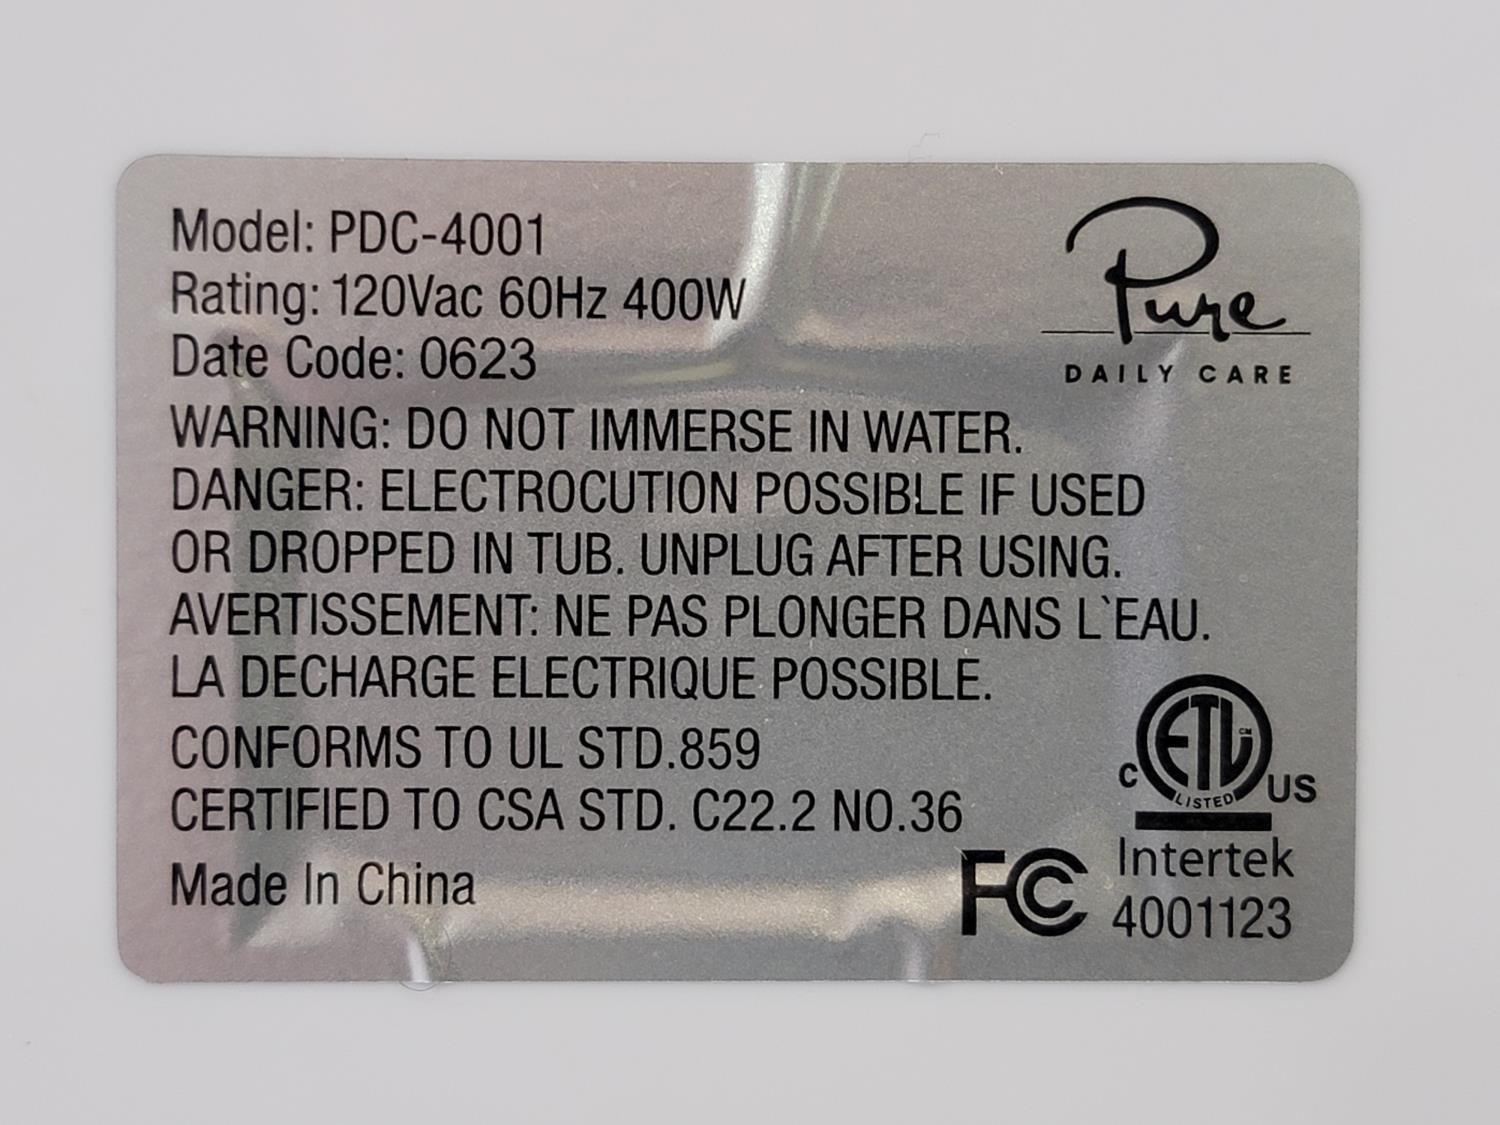 Model: PDC-4001
Rating: 120Vac 60Hz 400W
Date Code: 0623
Pure
DAILY CARE
WARNING: DO NOT IMMERSE IN WATER.
DANGER: ELECTROCUTION POSSIBLE IF USED
OR DROPPED IN TUB. UNPLUG AFTER USING.
AVERTISSEMENT: NE PAS PLONGER DANS L`EAU.
LA DECHARGE ELECTRIQUE POSSIBLE.
CONFORMS TO UL STD.859
CERTIFIED TO CSA STD. C22.2 NO.36
Made In China
FC
C ETL CM US
LISTED
Intertek
4001123